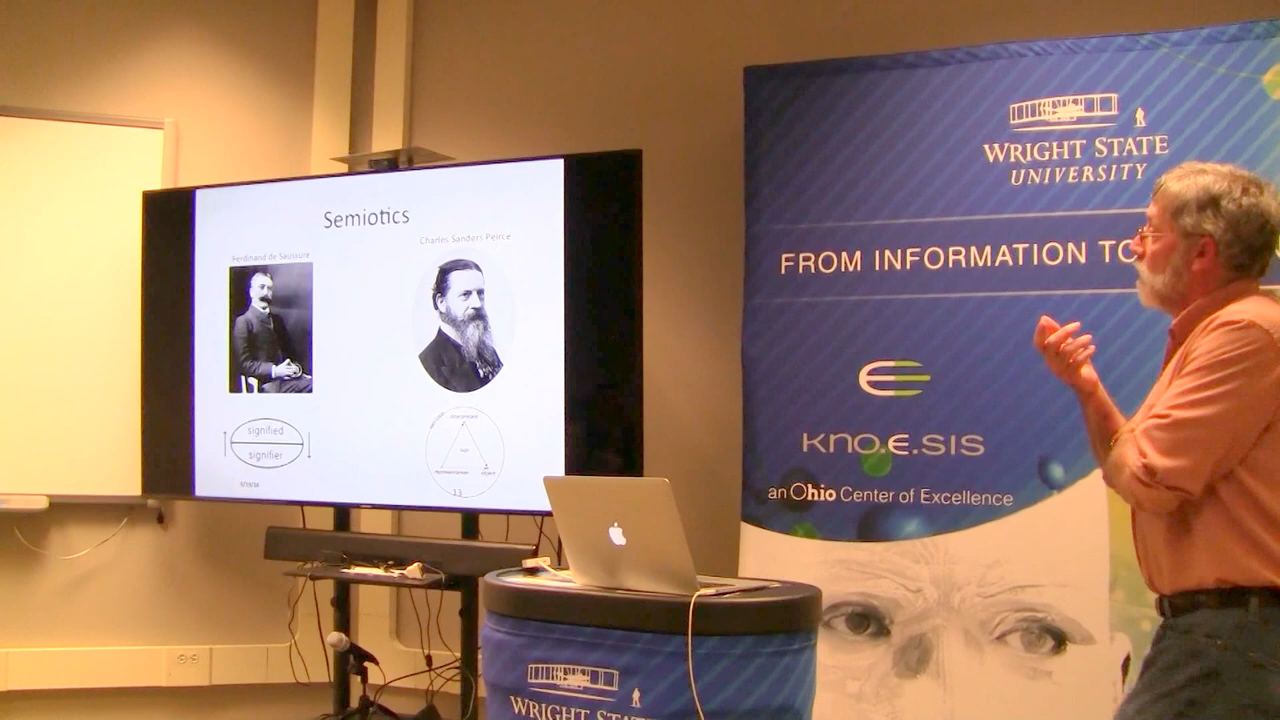 Semiotics
Ferdinand de Saussure
Charles Sanders Peirce
signified
signifier
13
WRIGHT STATE
UNIVERSITY
FROM INFORMATION TO
kno.e.sis
an Ohio Center of Excellence
WRIGHT STATE